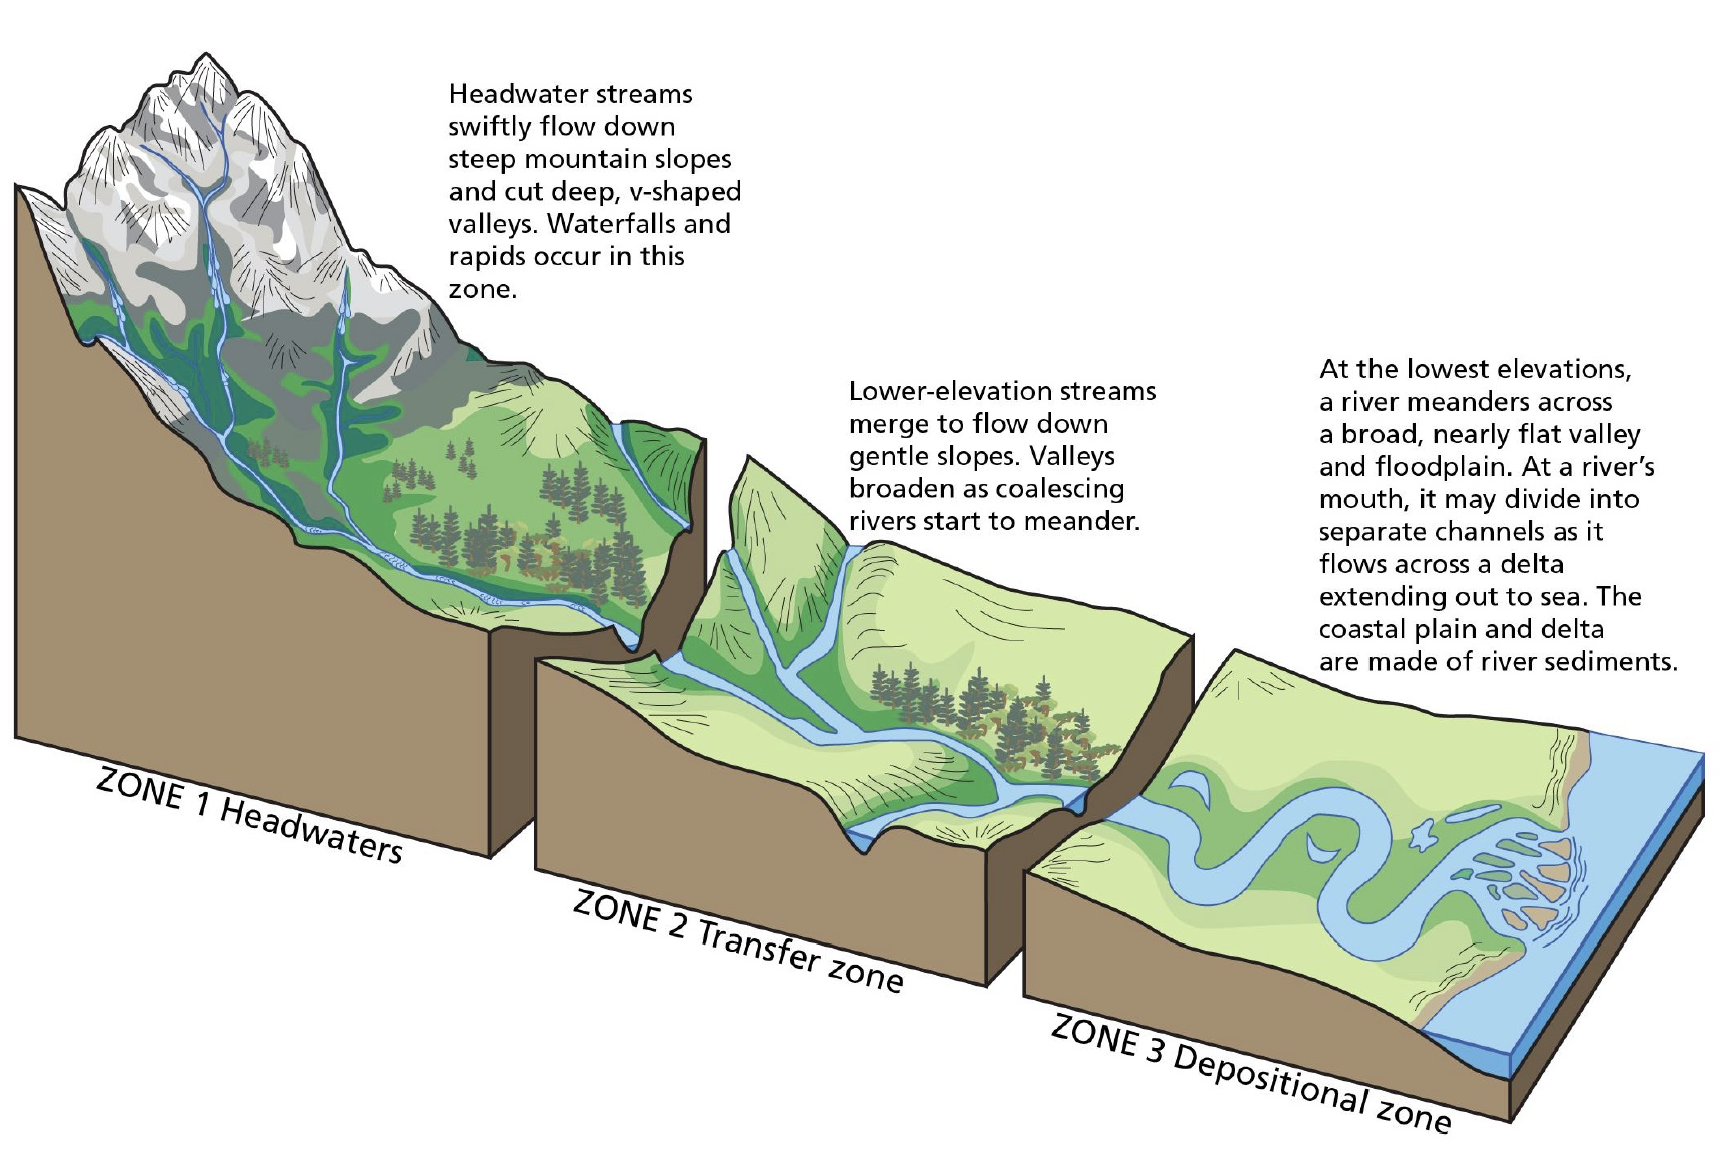 Headwater streams
swiftly flow down
steep mountain slopes
and cut deep, v-shaped
valleys. Waterfalls and
rapids occur in this
zone.
Lower-elevation streams
merge to flow down
gentle slopes. Valleys
broaden as coalescing
rivers start to meander.
At the lowest elevations,
a river meanders across
a broad, nearly flat valley
and floodplain. At a river's
mouth, it may divide into
separate channels as it
flows across a delta
extending out to sea. The
coastal plain and delta
are made of river sediments.
ZONE 1 Headwaters
ZONE 2 Transfer zone
ZONE 3 Depositional zone